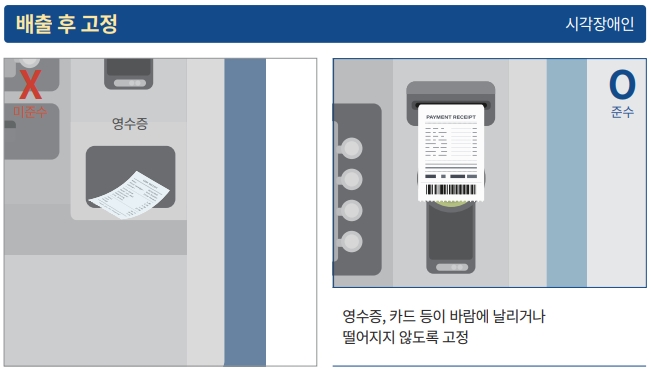 배출 후 고정
시각장애인
X
미준수
영수증
O
준수
PAYMENT RECEIPT
영수증, 카드 등이 바람에 날리거나
떨어지지 않도록 고정